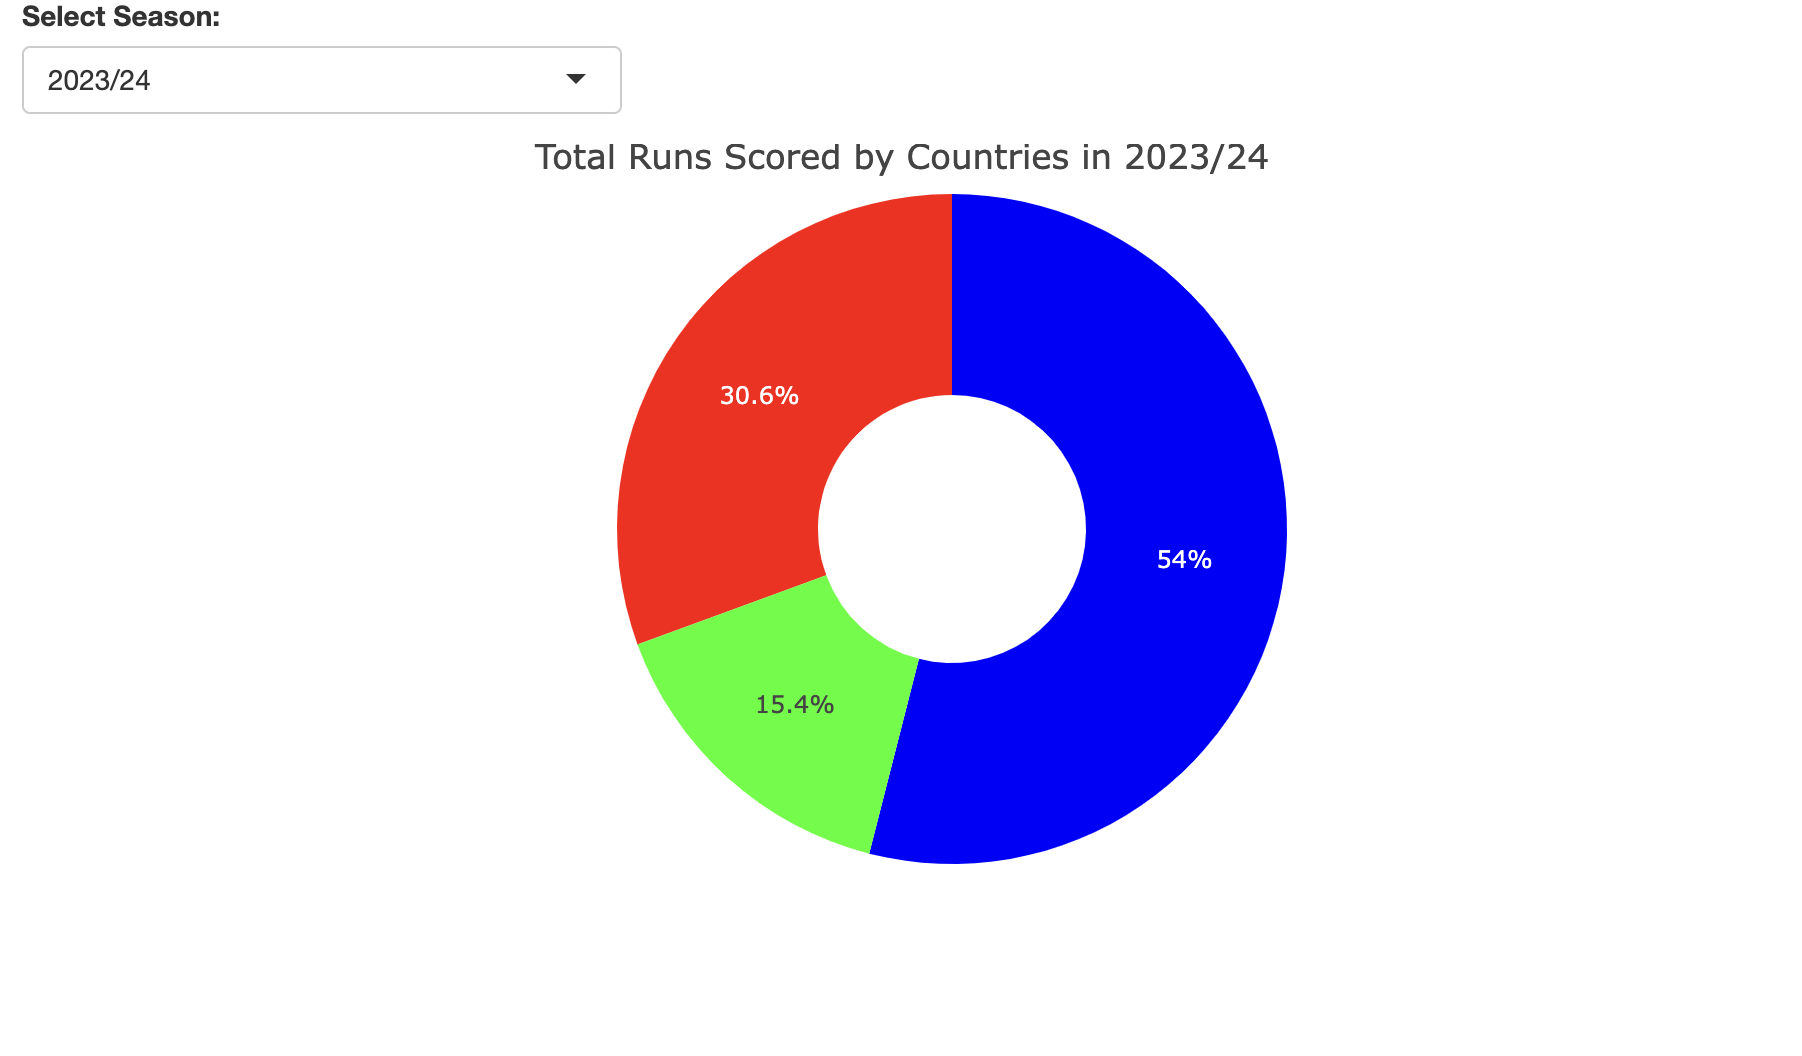 Select Season:
2023/24
Total Runs Scored by Countries in 2023/24
30.6%
54%
15.4%